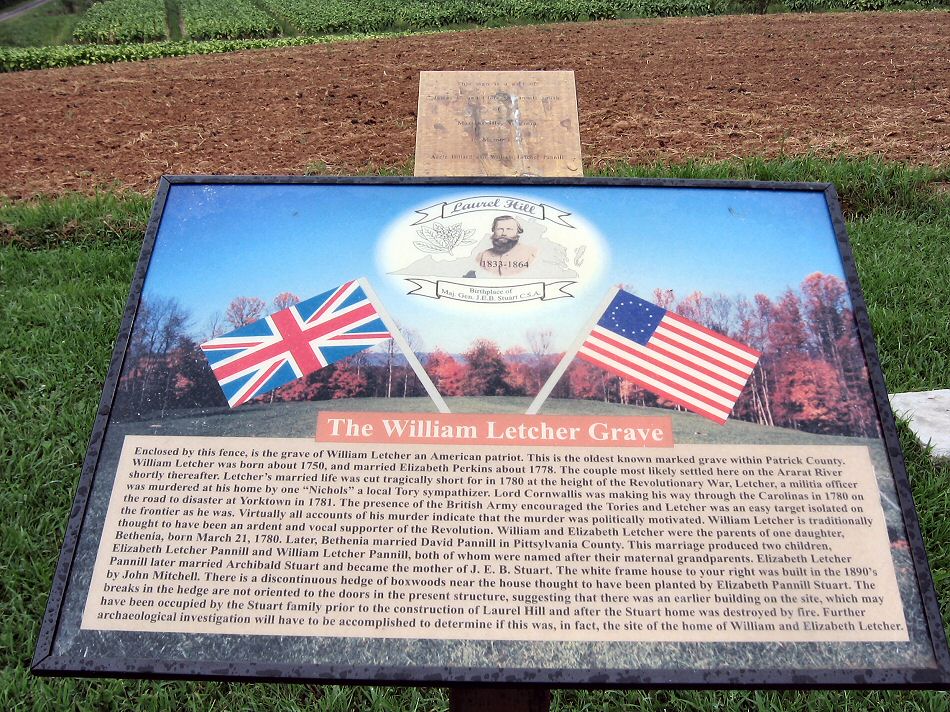 This sign is a gift of
Laurel Hill
1833-1864
Birthplace of
Maj. Gen. J.E.B. Stuart C.S.A.
The William Letcher Grave
Enclosed by this fence, is the grave of William Letcher an American patriot. This is the oldest known marked grave within Patrick County.
William Letcher was born about 1750, and married Elizabeth Perkins about 1778. The couple most likely settled here on the Ararat River
shortly thereafter. Letcher's married life was cut tragically short for in 1780 at the height of the Revolutionary War, Letcher, a militia officer
was murdered at his home by one “Nichols” a local Tory sympathizer. Lord Cornwallis was making his way through the Carolinas in 1780 on
the road to disaster at Yorktown in 1781. The presence of the British Army encouraged the Tories and Letcher was an easy target isolated on
the frontier as he was. Virtually all accounts of his murder indicate that the murder was politically motivated. William Letcher is traditionally
thought to have been an ardent and vocal supporter of the Revolution. William and Elizabeth Letcher were the parents of one daughter,
Bethenia, born March 21, 1780. Later, Bethenia married David Pannill in Pittsylvania County. This marriage produced two children,
Elizabeth Letcher Pannill and William Letcher Pannill, both of whom were named after their maternal grandparents. Elizabeth Letcher
Pannill later married Archibald Stuart and became the mother of J. E. B. Stuart. The white frame house to your right was built in the 1890's
by John Mitchell. There is a discontinuous hedge of boxwoods near the house thought to have been planted by Elizabeth Pannill Stuart. The
breaks in the hedge are not oriented to the doors in the present structure, suggesting that there was an earlier building on the site, which may
have been occupied by the Stuart family prior to the construction of Laurel Hill and after the Stuart home was destroyed by fire. Further
archaeological investigation will have to be accomplished to determine if this was, in fact, the site of the home of William and Elizabeth Letcher.